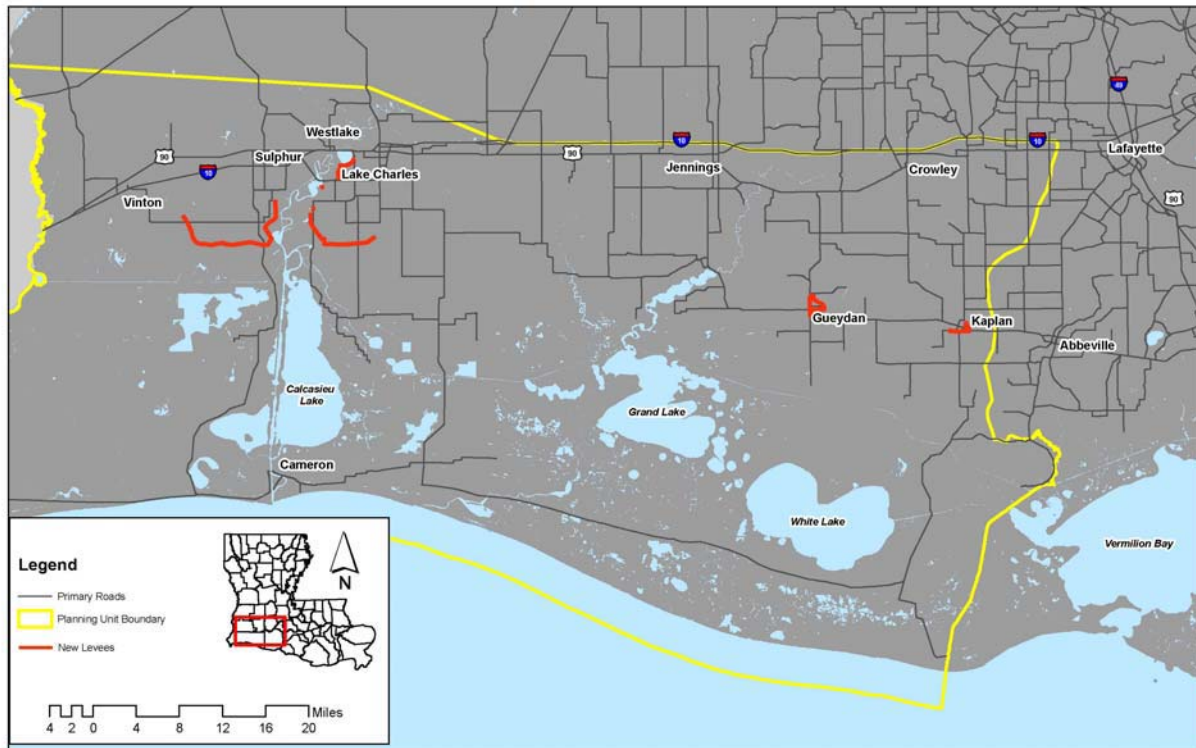 49
Westlake
90
10
10
Lafayette
Sulphur
90
Lake Charles
Jennings
Crowley
10
90
Vinton
Gueydan
Kaplan
Abbeville
Calcasieu
Lake
Grand Lake
Cameron
White Lake
Vermilion Bay
Legend
Primary Roads
Planning Unit Boundary
New Levees
N
Miles
4 2 0 4 8 12 16 20